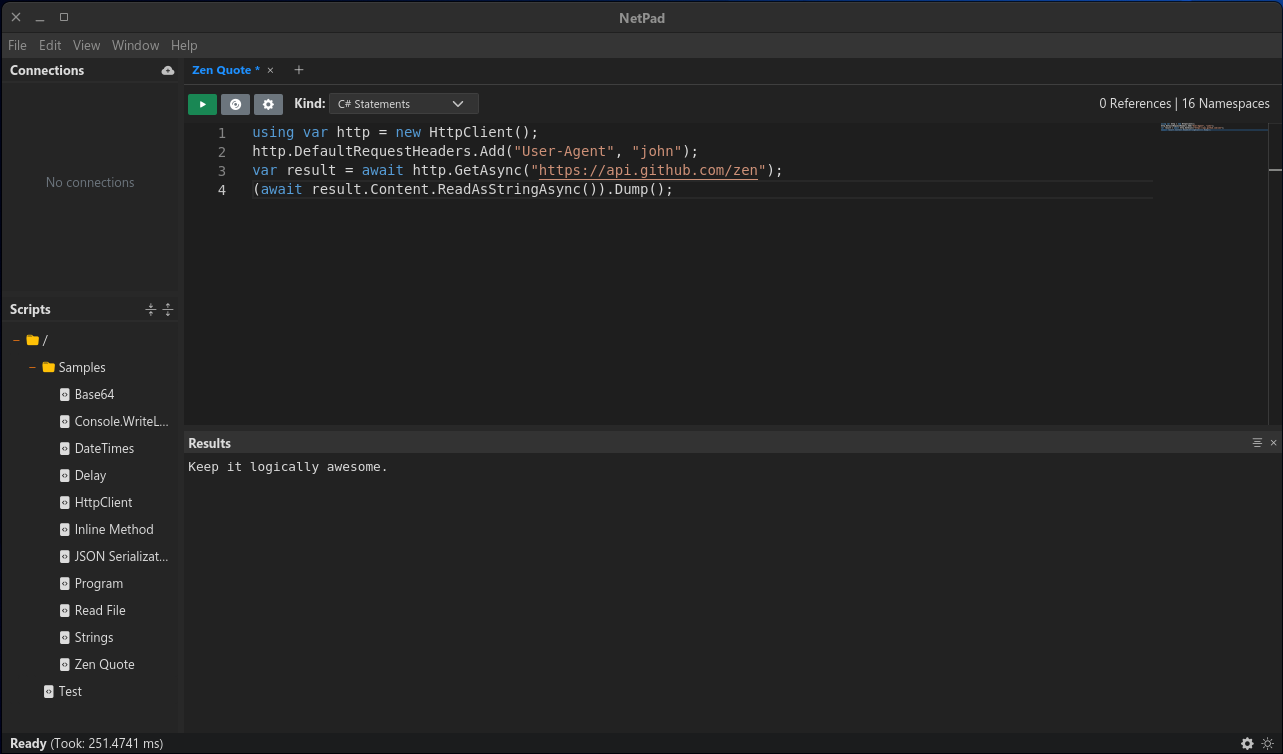 NetPad
File Edit View Window Help
Connections
No connections
Scripts
/
Samples
Base64
Console.WriteL...
DateTimes
Delay
HttpClient
Inline Method
JSON Serializat...
Program
Read File
Strings
Zen Quote
Test
Zen Quote * × +
Kind: C# Statements
0 References | 16 Namespaces
1 using var http = new HttpClient();
2 http.DefaultRequestHeaders.Add("User-Agent", "john");
3 var result = await http.GetAsync("https://api.github.com/zen");
4 (await result.Content.ReadAsStringAsync()).Dump();
Results
Keep it logically awesome.
Ready (Took: 251.4741 ms)